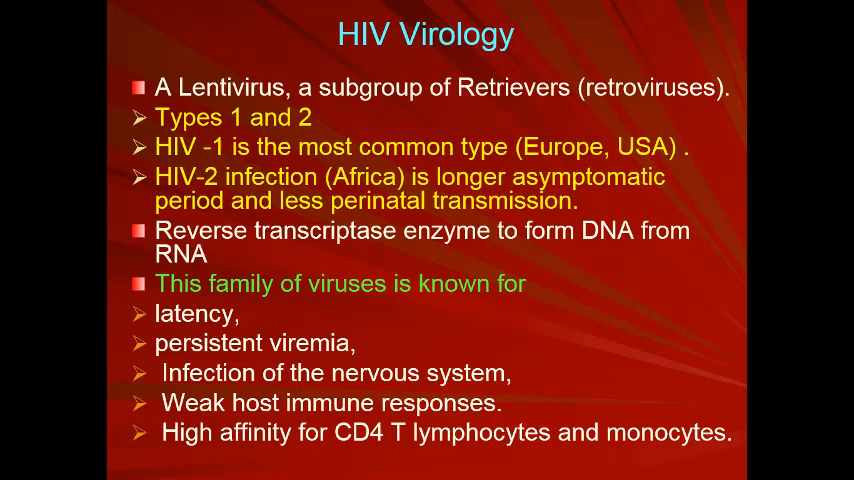 HIV Virology
A Lentivirus, a subgroup of Retrievers (retroviruses).
Types 1 and 2
HIV -1 is the most common type (Europe, USA) .
HIV-2 infection (Africa) is longer asymptomatic
period and less perinatal transmission.
Reverse transcriptase enzyme to form DNA from
RNA
This family of viruses is known for
latency,
persistent viremia,
Infection of the nervous system,
Weak host immune responses.
High affinity for CD4 T lymphocytes and monocytes.